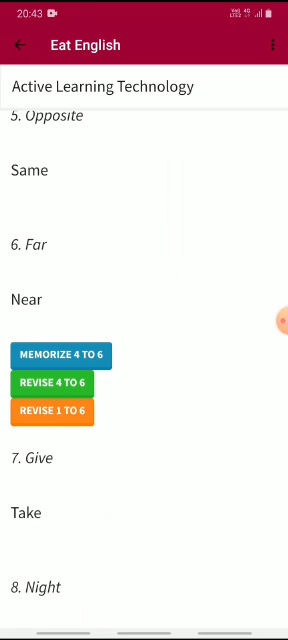 20:43
Eat English
Active Learning Technology
5. Opposite
Same
6. Far
Near
MEMORIZE 4 TO 6
REVISE 4 TO 6
REVISE 1 TO 6
7. Give
Take
8. Night